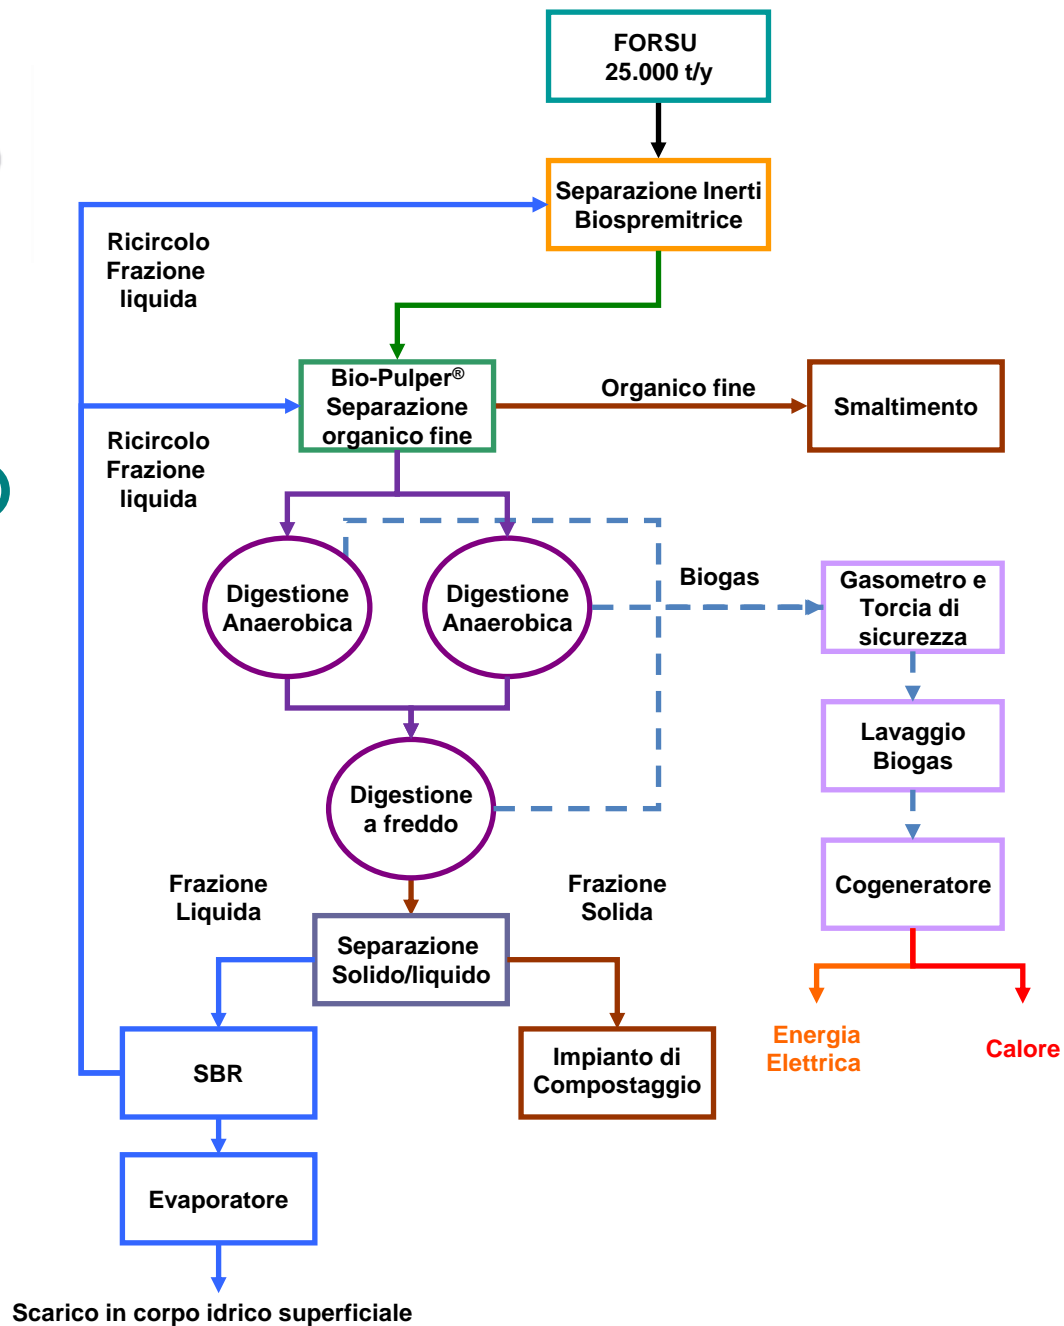 FORSU
25.000 t/y
Separazione Inerti
Biospremitrice
Ricircolo
Frazione
liquida
Bio-Pulper®
Separazione
organico fine
Organico fine
Smaltimento
Ricircolo
Frazione
liquida
Digestione
Anaerobica
Digestione
Anaerobica
Biogas
Gasometro e
Torcia di
sicurezza
Lavaggio
Biogas
Digestione
a freddo
Cogeneratore
Frazione
Liquida
Frazione
Solida
Separazione
Solido/liquido
Energia
Elettrica
Calore
SBR
Impianto di
Compostaggio
Evaporatore
Scarico in corpo idrico superficiale